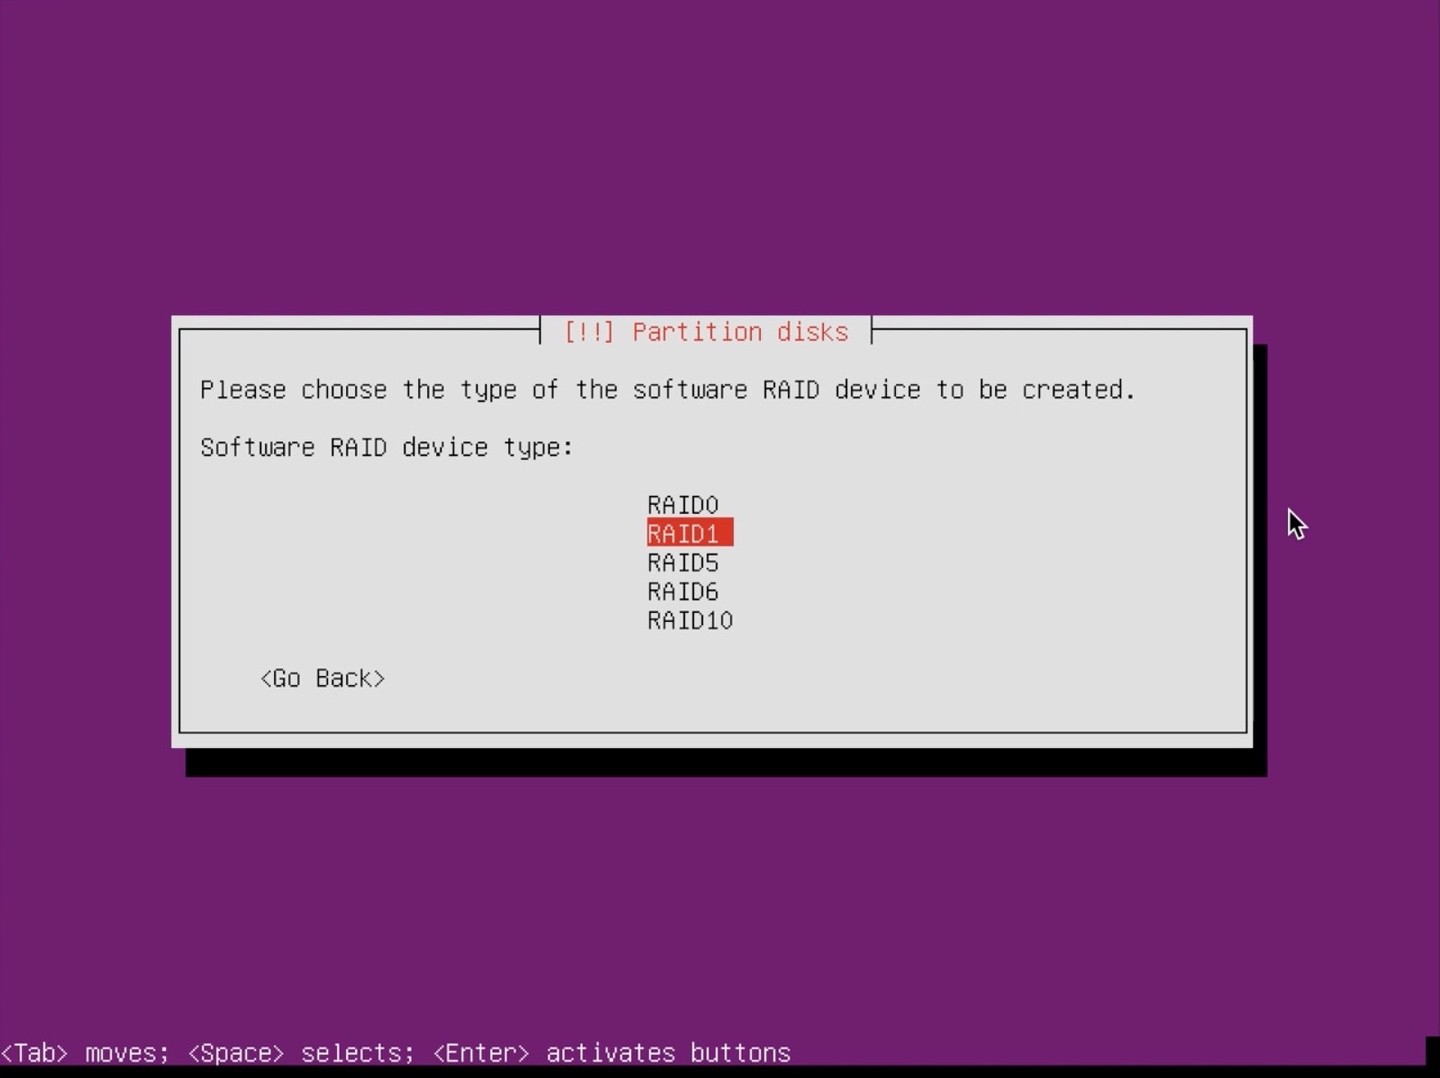 [!!] Partition disks
Please choose the type of the software RAID device to be created.
Software RAID device type:
RAID0
RAID1
RAID5
RAID6
RAID10
<Go Back>
<Tab> moves; <Space> selects; <Enter> activates buttons